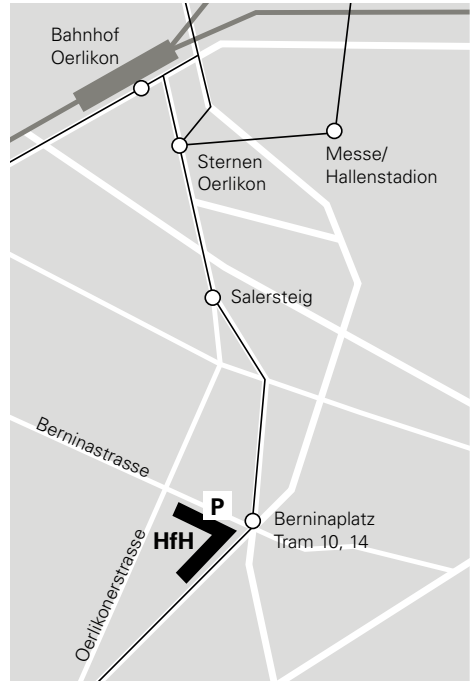 Bahnhof
Oerlikon
Sternen
Oerlikon
Messe/
Hallenstadion
Salersteig
Berninastrasse
P
HfH
Berninaplatz
Tram 10, 14
Oerlikonerstrasse